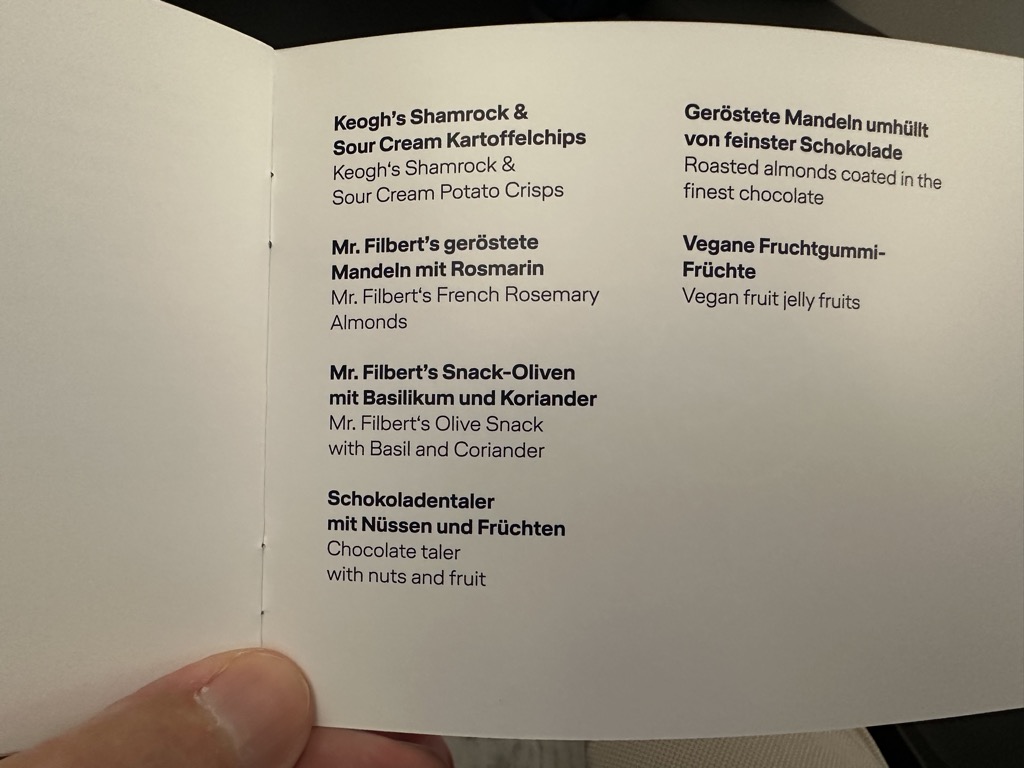 Keogh's Shamrock &
Sour Cream Kartoffelchips
Keogh‘s Shamrock &
Sour Cream Potato Crisps
Mr. Filbert's geröstete
Mandeln mit Rosmarin
Mr. Filbert‘s French Rosemary
Almonds
Mr. Filbert's Snack-Oliven
mit Basilikum und Koriander
Mr. Filbert‘s Olive Snack
with Basil and Coriander
Schokoladentaler
mit Nüssen und Früchten
Chocolate taler
with nuts and fruit
Geröstete Mandeln umhüllt
von feinster Schokolade
Roasted almonds coated in the
finest chocolate
Vegane Fruchtgummi-
Früchte
Vegan fruit jelly fruits